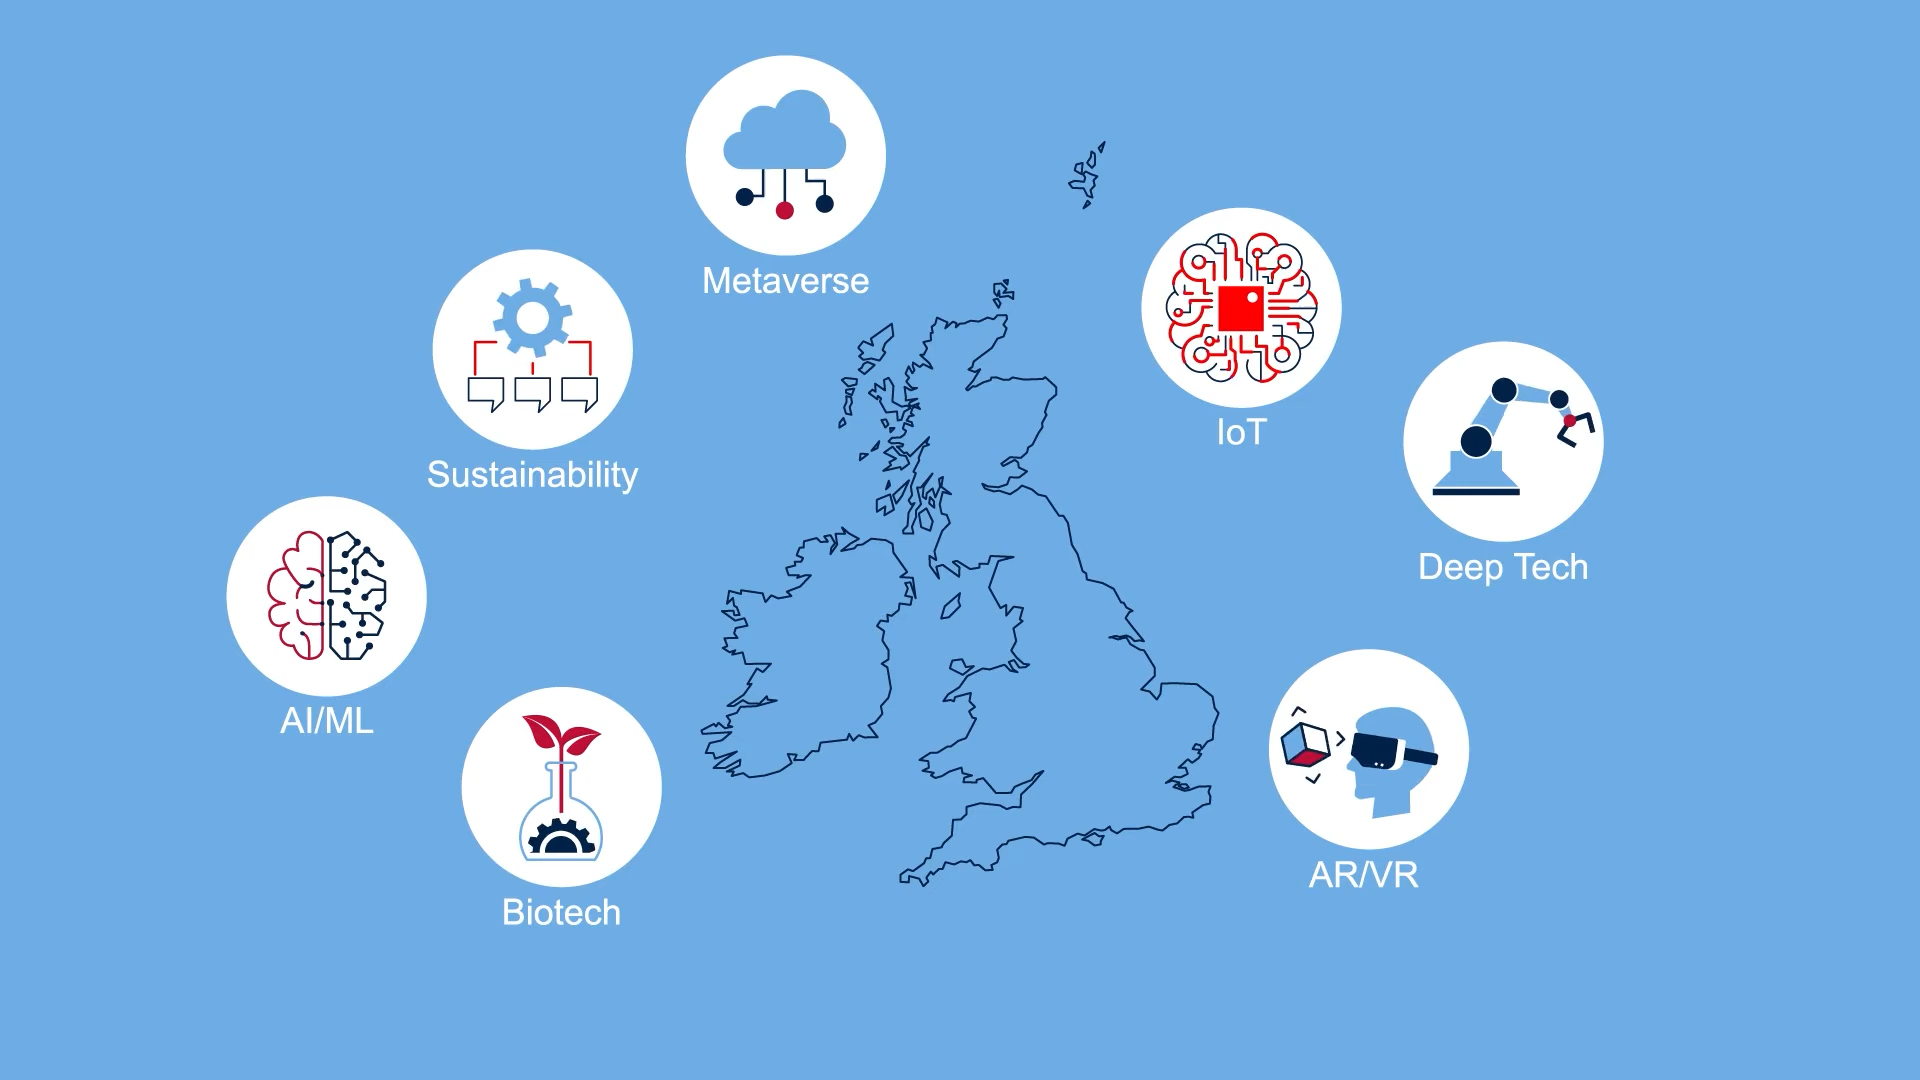 Metaverse
IoT
Sustainability
Deep Tech
AI/ML
AR/VR
Biotech